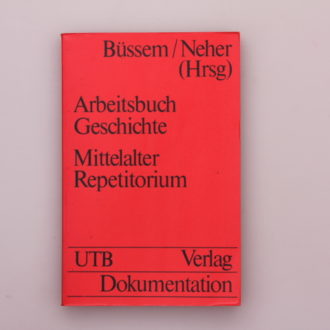 Büssem/Neher
(Hrsg)
Arbeitsbuch
Geschichte
Mittelalter
Repetitorium
UTB Verlag
Dokumentation